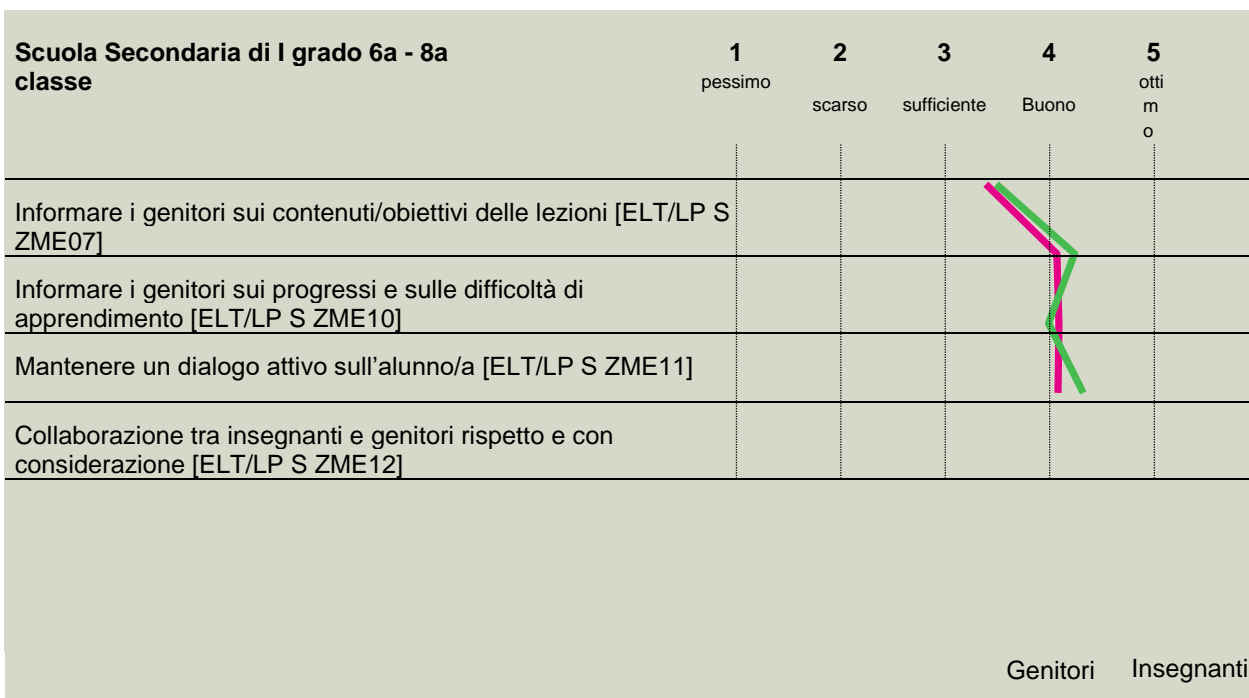 Scuola Secondaria di I grado 6a - 8a
classe
1
pessimo
2
scarso
3
sufficiente
4
Buono
5
otti
m
o
Informare i genitori sui contenuti/obiettivi delle lezioni [ELT/LP S
ZME07]
Informare i genitori sui progressi e sulle difficoltà di
apprendimento [ELT/LP S ZME10]
Mantenere un dialogo attivo sull’alunno/a [ELT/LP S ZME11]
Collaborazione tra insegnanti e genitori rispetto e con
considerazione [ELT/LP S ZME12]
Genitori Insegnanti